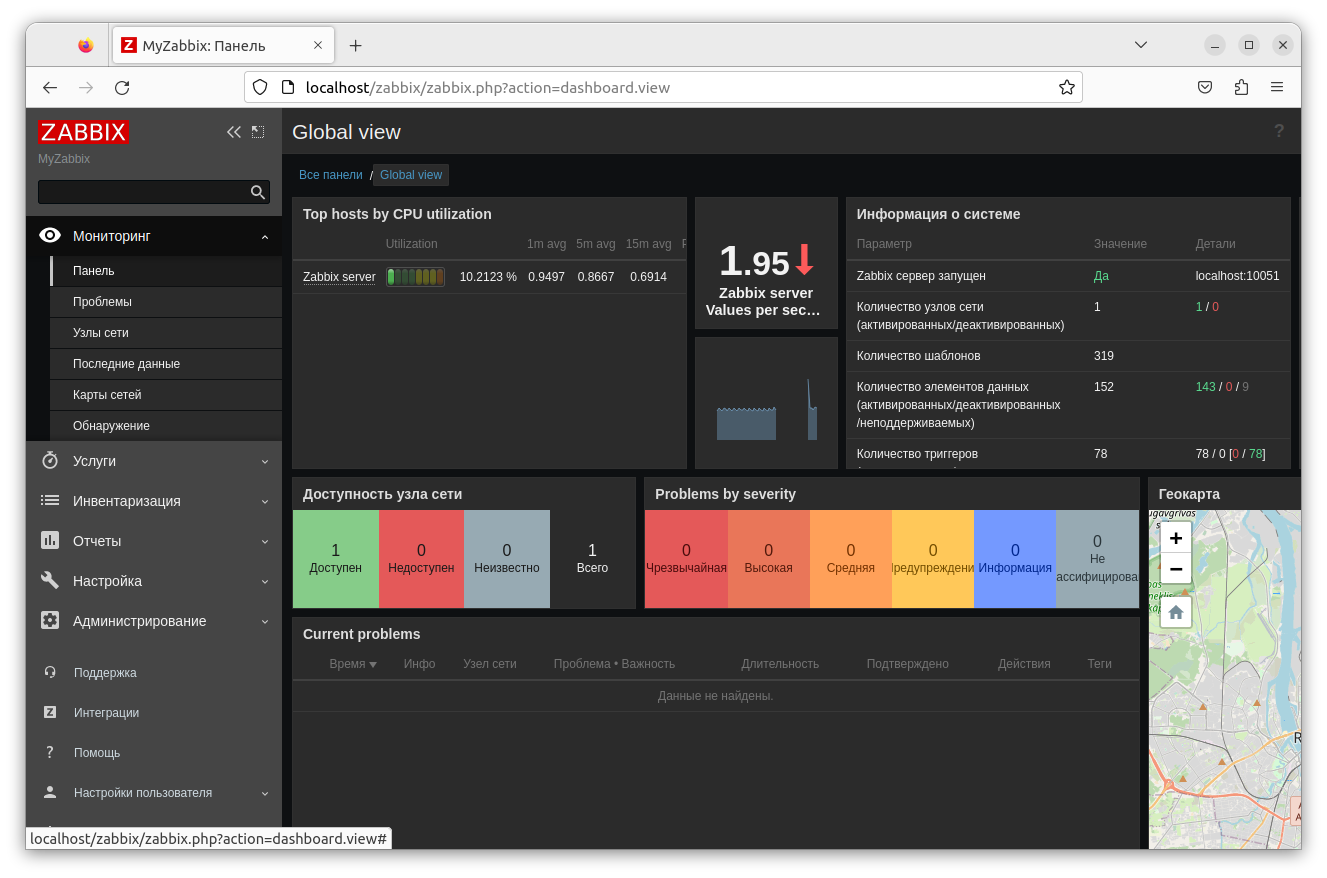 MyZabbix: Панель
localhost/zabbix/zabbix.php?action=dashboard.view
ZABBIX
MyZabbix
Global view
?
Все панели / Global view
Мониторинг
Панель
Проблемы
Узлы сети
Последние данные
Карты сетей
Обнаружение
Услуги
Инвентаризация
Отчеты
Настройка
Администрирование
Поддержка
Z Интеграции
? Помощь
Настройки пользователя
localhost/zabbix/zabbix.php?action=dashboard.view#
Top hosts by CPU utilization
Utilization 1m avg 5m avg 15m avg
Zabbix server 10.2123 % 0.9497 0.8667 0.6914
1.95
Zabbix server
Values per sec…
Информация о системе
Параметр Значение Детали
Zabbix сервер запущен Да localhost:10051
Количество узлов сети 1 1 / 0
(активированных/деактивированных)
Количество шаблонов 319
Количество элементов данных 152 143 / 0 / 9
(активированных/деактивированных
/неподдерживаемых)
Количество триггеров 78 78 / 0 [0 / 78]
Доступность узла сети
1 0 0 1
Доступен Недоступен Неизвестно Всего
Problems by severity
0 0 0 0 0 0
Чрезвычайная Высокая Средняя Предупреждени Информация Не
ассифицирова
Геокарта
+
−
Current problems
Время Инфо Узел сети Проблема • Важность Длительность Подтверждено Действия Теги
Данные не найдены.